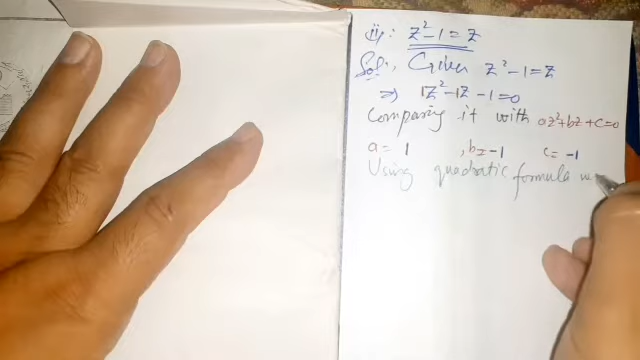 ii): z²-1=z
Sol: Given z²-1=z
⇒ 1z²-1z-1=0
Comparing it with az²+bz+c=0
a=1 , b=-1 c=-1
Using quadratic formula w